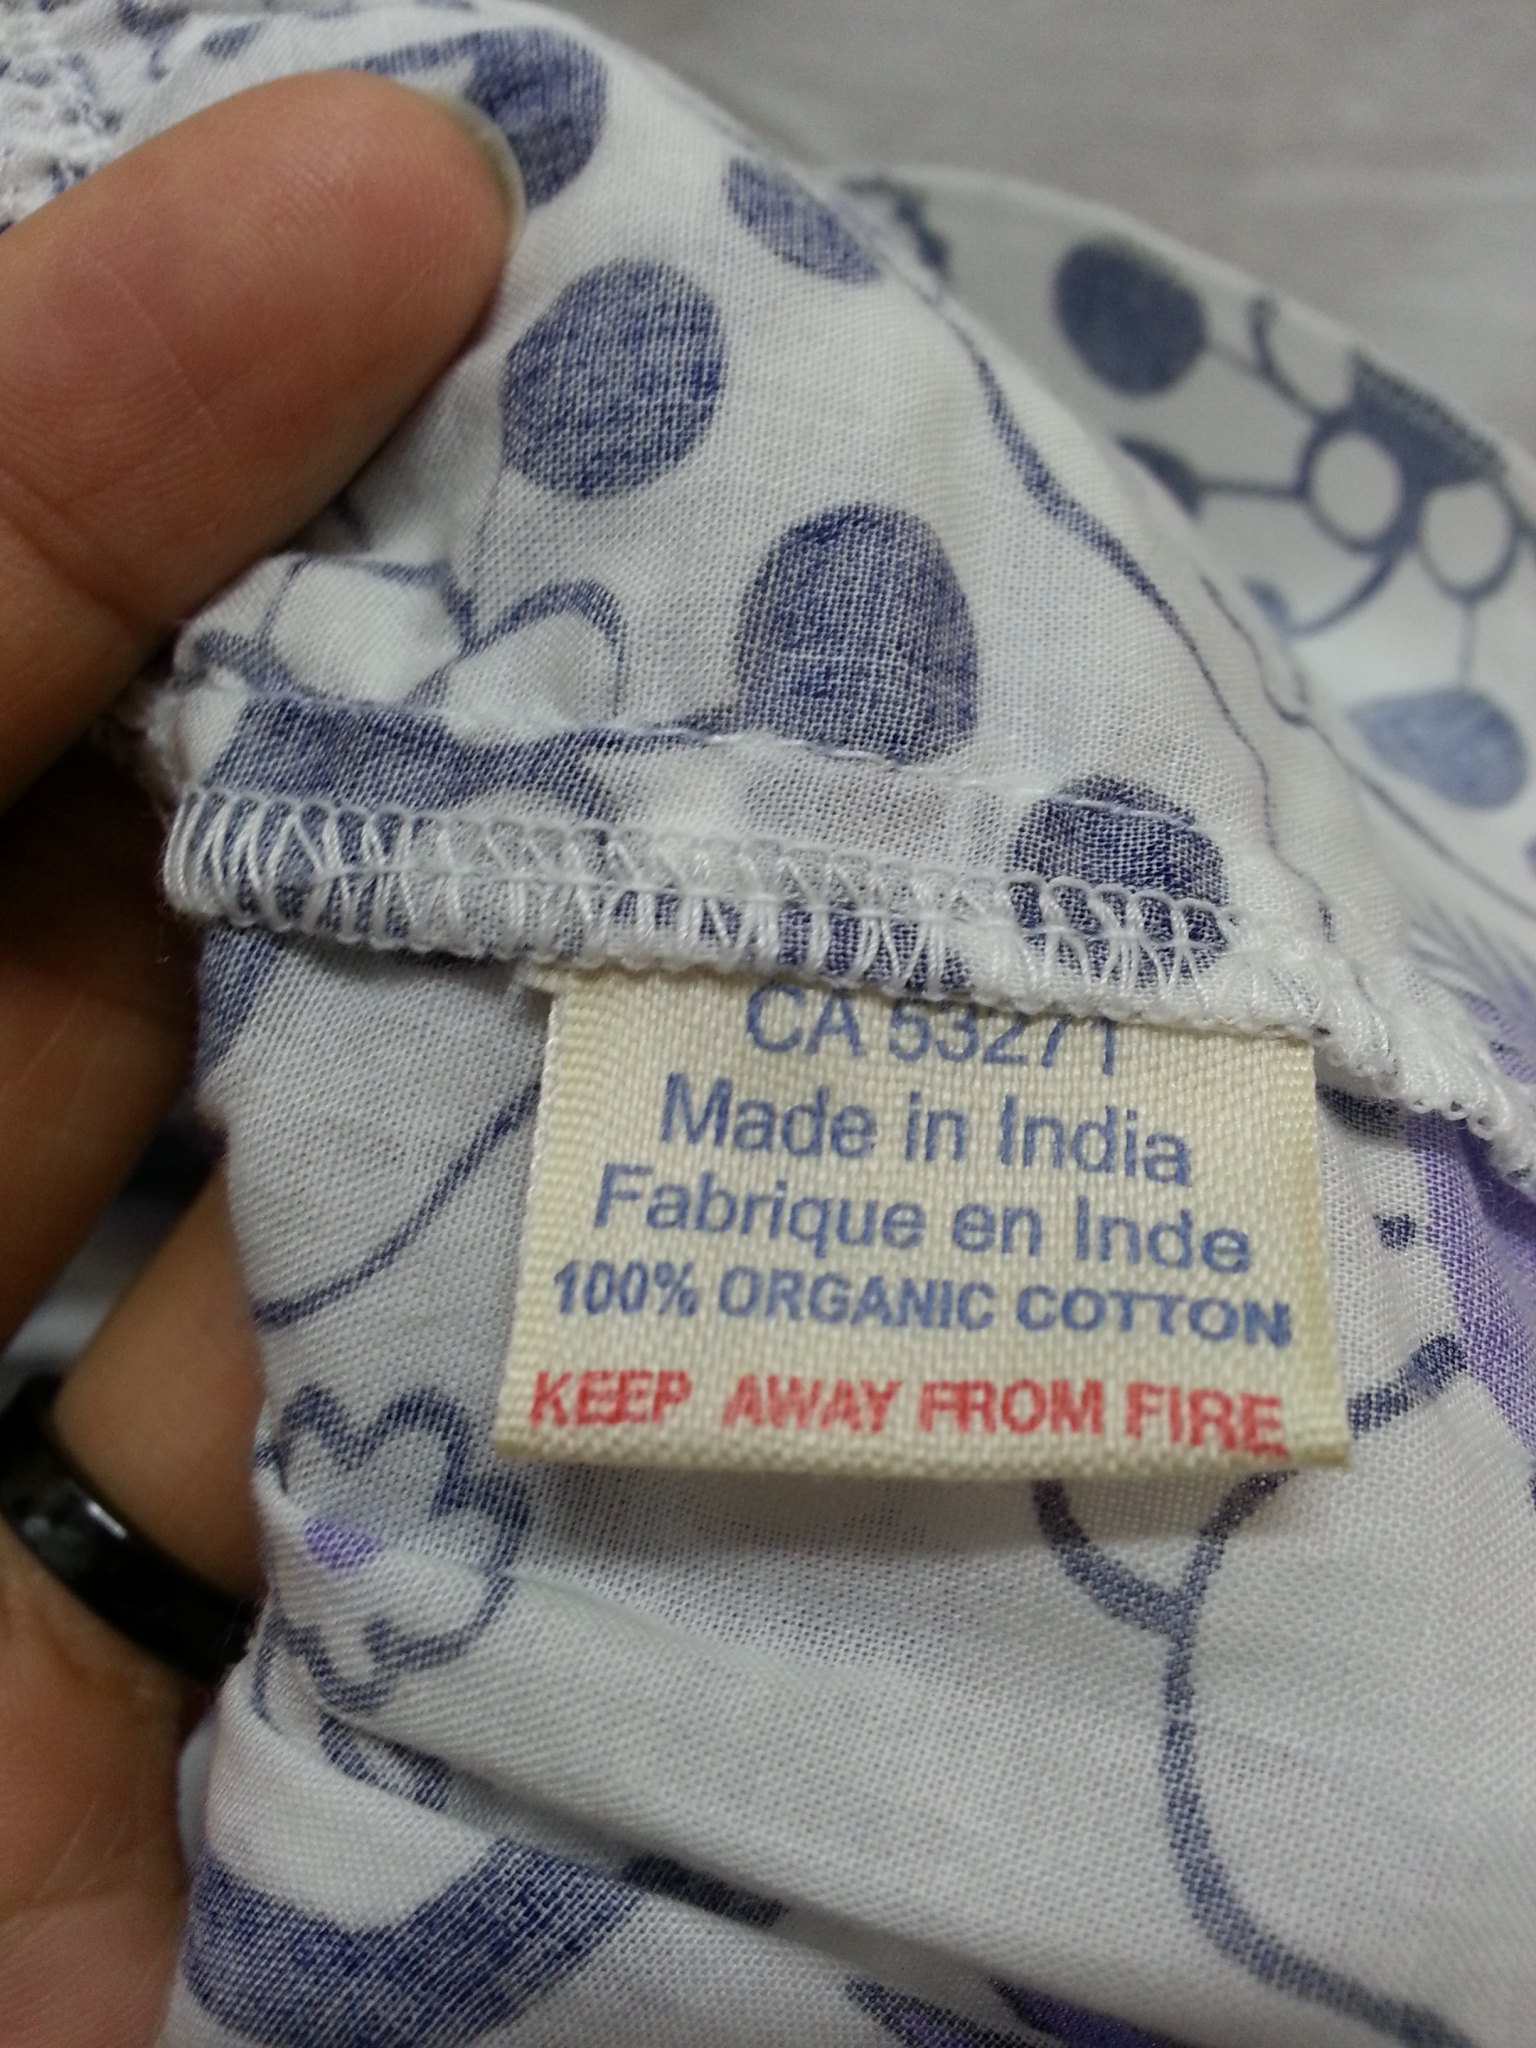 CA 53271
Made in India
Fabrique en Inde
100% ORGANIC COTTON
KEEP AWAY FROM FIRE